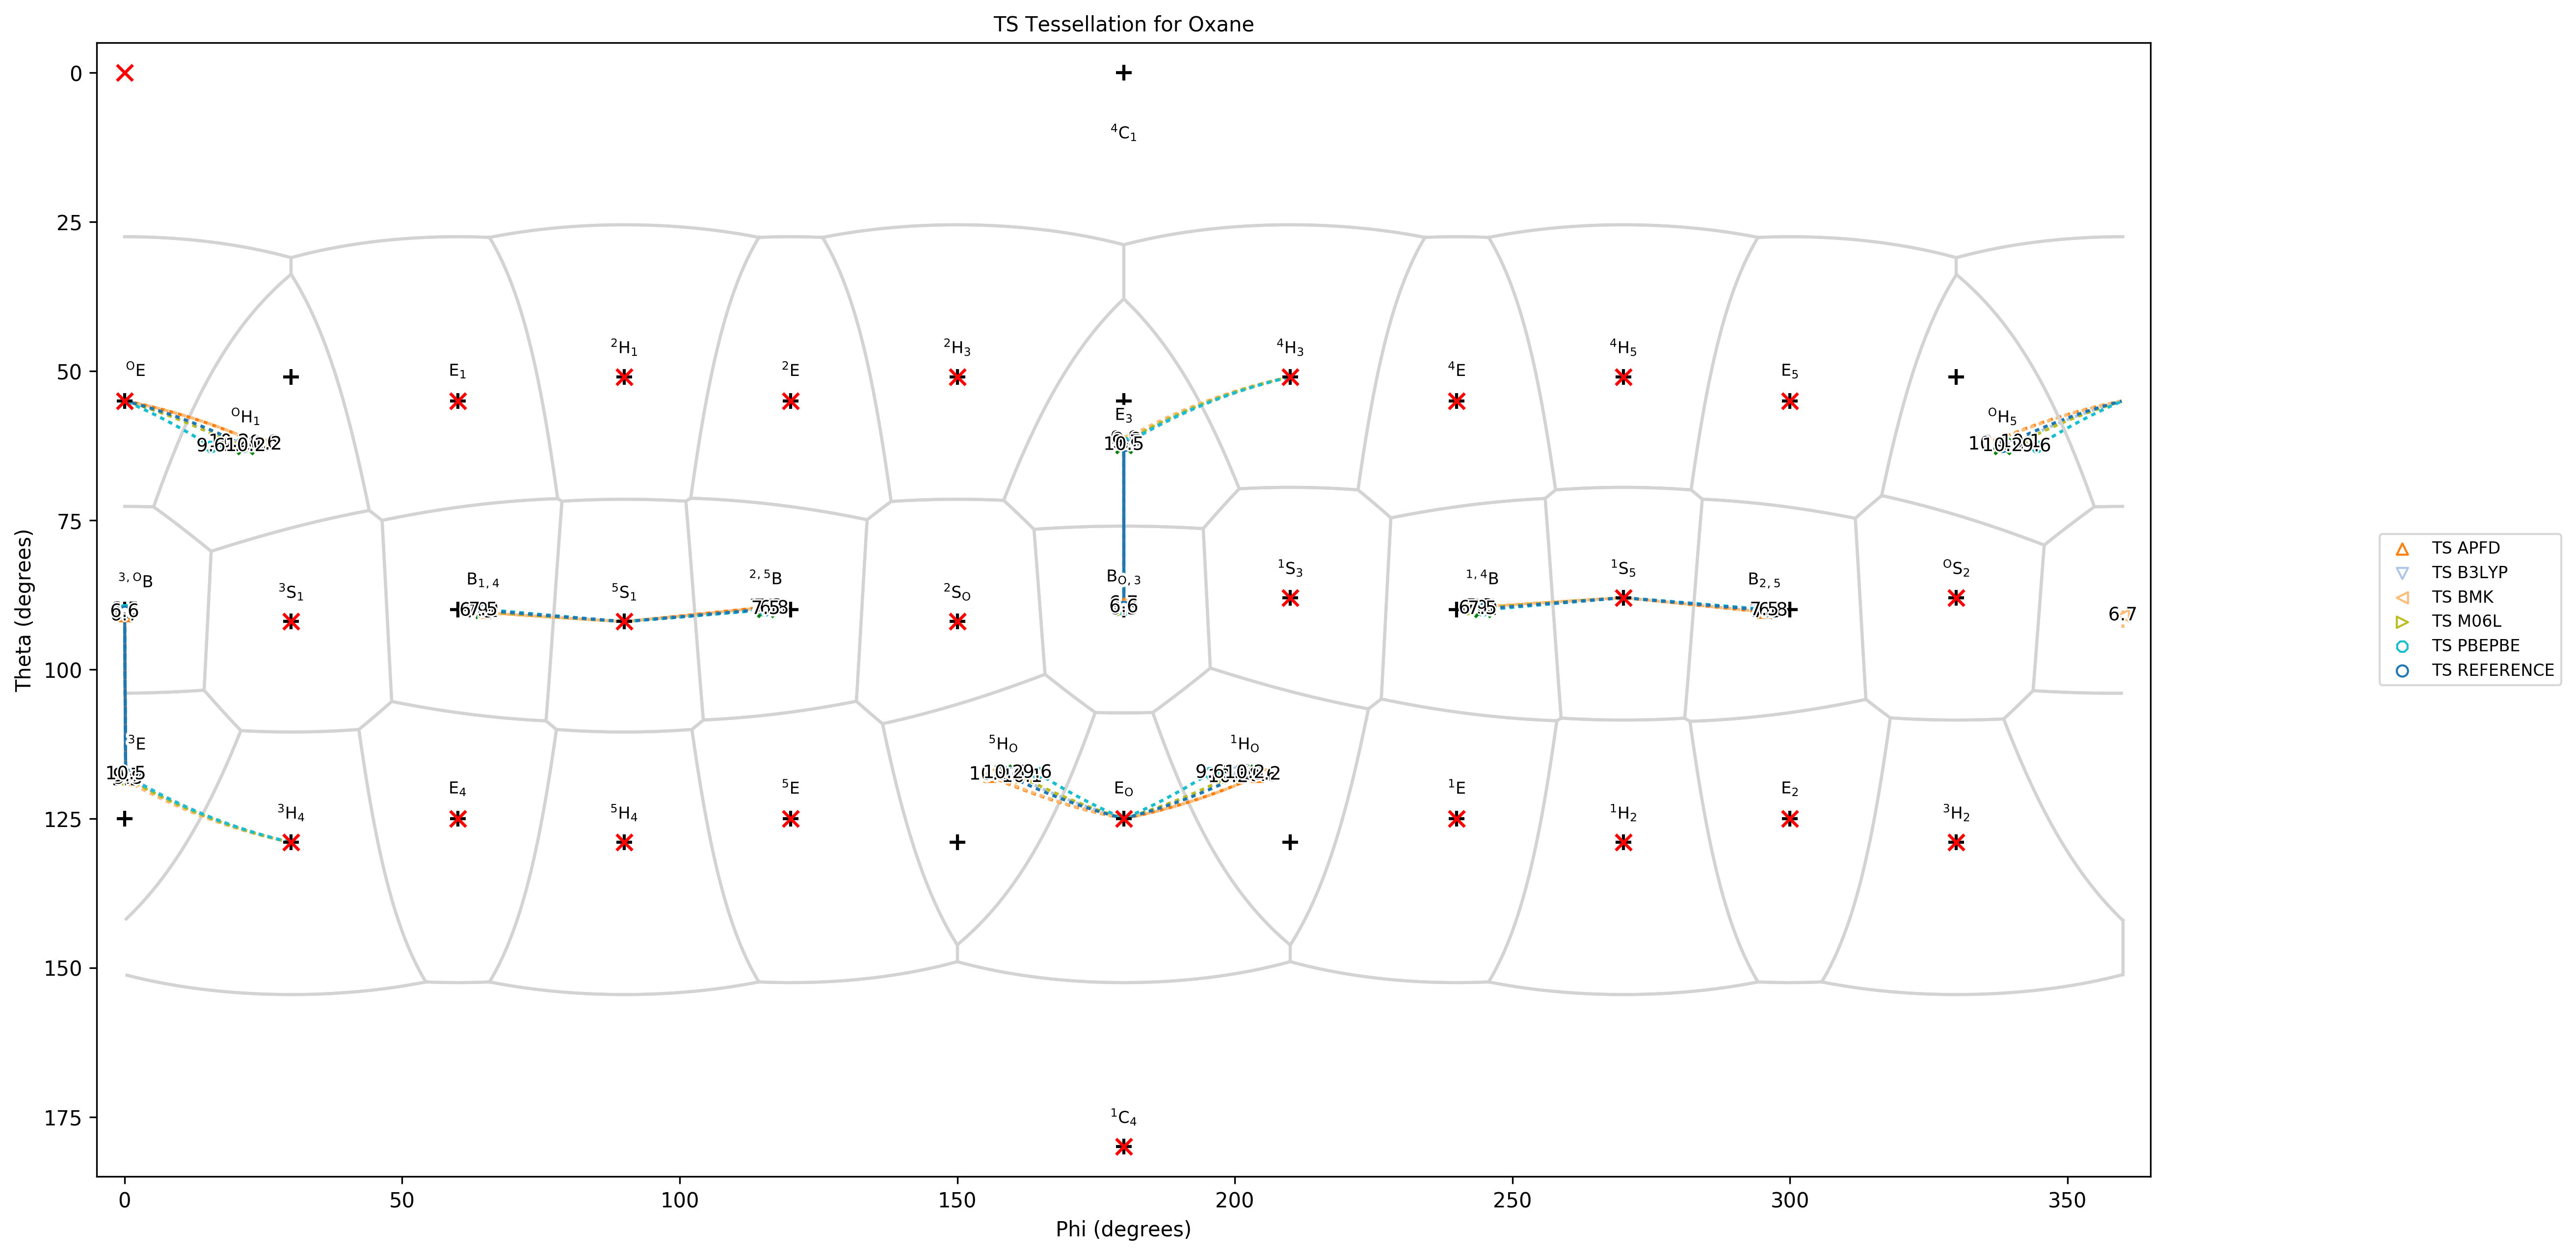 TS Tessellation for Oxane
0
⁴C₁
25
²H₁ ²H₃ ⁴H₃ ⁴H₅
50
ᴼE E₁ ²E ⁴E E₅
E₃
ᴼH₁ ᴼH₅
10.5
75
³,ᴼB ³S₁ B₁,₄ ⁵S₁ ²,⁵B ²Sₒ Bₒ,₃ ¹S₃ ¹,⁴B ¹S₅ B₂,₅ ᴼS₂
6.6 6.6 6.7
100
³E ⁵Hₒ ¹Hₒ
10.5
E₄ ⁵E Eₒ ¹E E₂
³H₄ ⁵H₄ ¹H₂ ³H₂
125
150
¹C₄
175
0 50 100 150 200 250 300 350
Phi (degrees)
Theta (degrees)
TS APFD
TS B3LYP
TS BMK
TS M06L
TS PBEPBE
TS REFERENCE